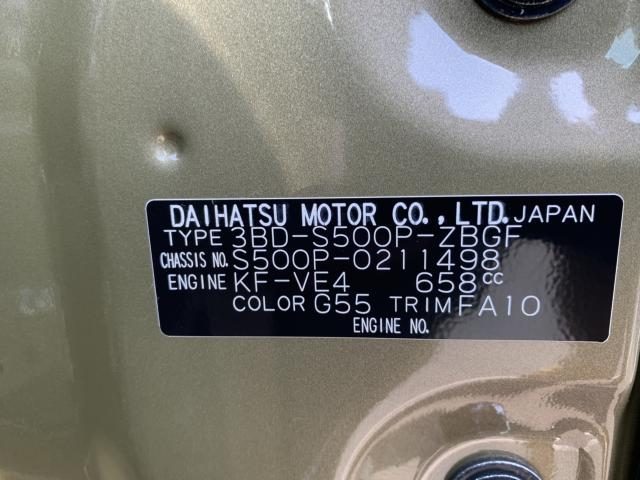 DAIHATSU MOTOR CO., LTD. JAPAN
TYPE 3BD-S500P-ZBGF
CHASSIS NO. S500P-0211498
ENGINE KF-VE4 658CC
COLOR G55 TRIM FA10
ENGINE NO.